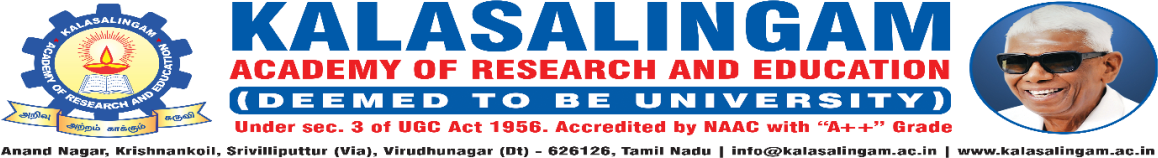 KALASALINGAM
ACADEMY OF RESEARCH AND EDUCATION
(DEEMED TO BE UNIVERSITY)
Under sec. 3 of UGC Act 1956. Accredited by NAAC with “A++” Grade
Anand Nagar, Krishnankoil, Srivilliputtur (Via), Virudhunagar (Dt) - 626126, Tamil Nadu | info@kalasalingam.ac.in | www.kalasalingam.ac.in
KALASALINGAM
ACADEMY OF RESEARCH AND EDUCATION
அறிவு
அற்றம் காக்கும்
கருவி